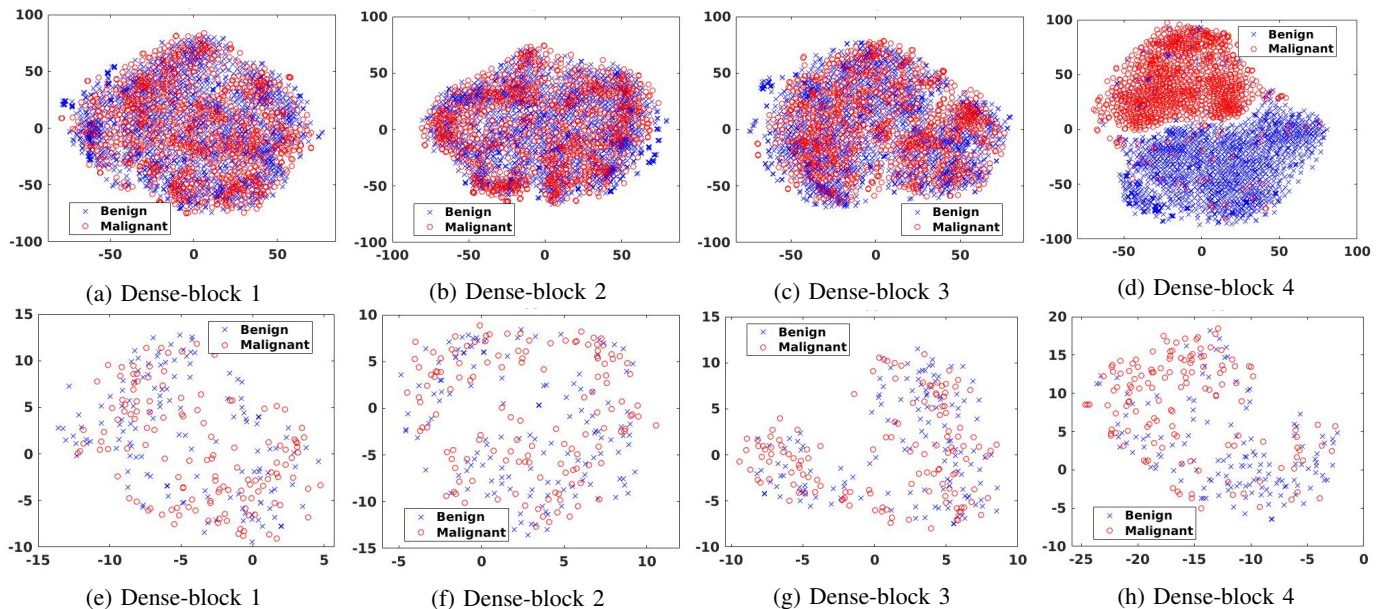 100
50
0
-50
-100
-50 0 50
Benign
Malignant
(a) Dense-block 1
100
50
0
-50
-100
-100 -50 0 50
Benign
Malignant
(b) Dense-block 2
100
50
0
-50
-100
-50 0 50
Benign
Malignant
(c) Dense-block 3
100
50
0
-50
-100
-50 0 50 100
Benign
Malignant
(d) Dense-block 4
15
10
5
0
-5
-10
-15 -10 -5 0 5
Benign
Malignant
(e) Dense-block 1
10
5
0
-5
-10
-15
-5 0 5 10
Benign
Malignant
(f) Dense-block 2
15
10
5
0
-5
-10
-10 -5 0 5 10
Benign
Malignant
(g) Dense-block 3
20
15
10
5
0
-5
-10
-25 -20 -15 -10 -5 0
Benign
Malignant
(h) Dense-block 4